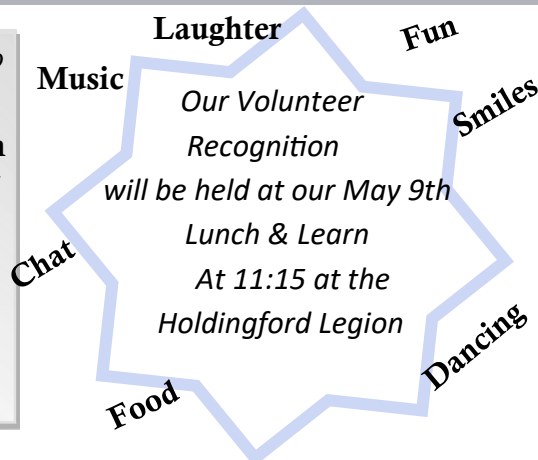 Laughter
Fun
Music
Smiles
Our Volunteer
Recognition
will be held at our May 9th
Lunch & Learn
At 11:15 at the
Holdingford Legion
Chat
Dancing
Food